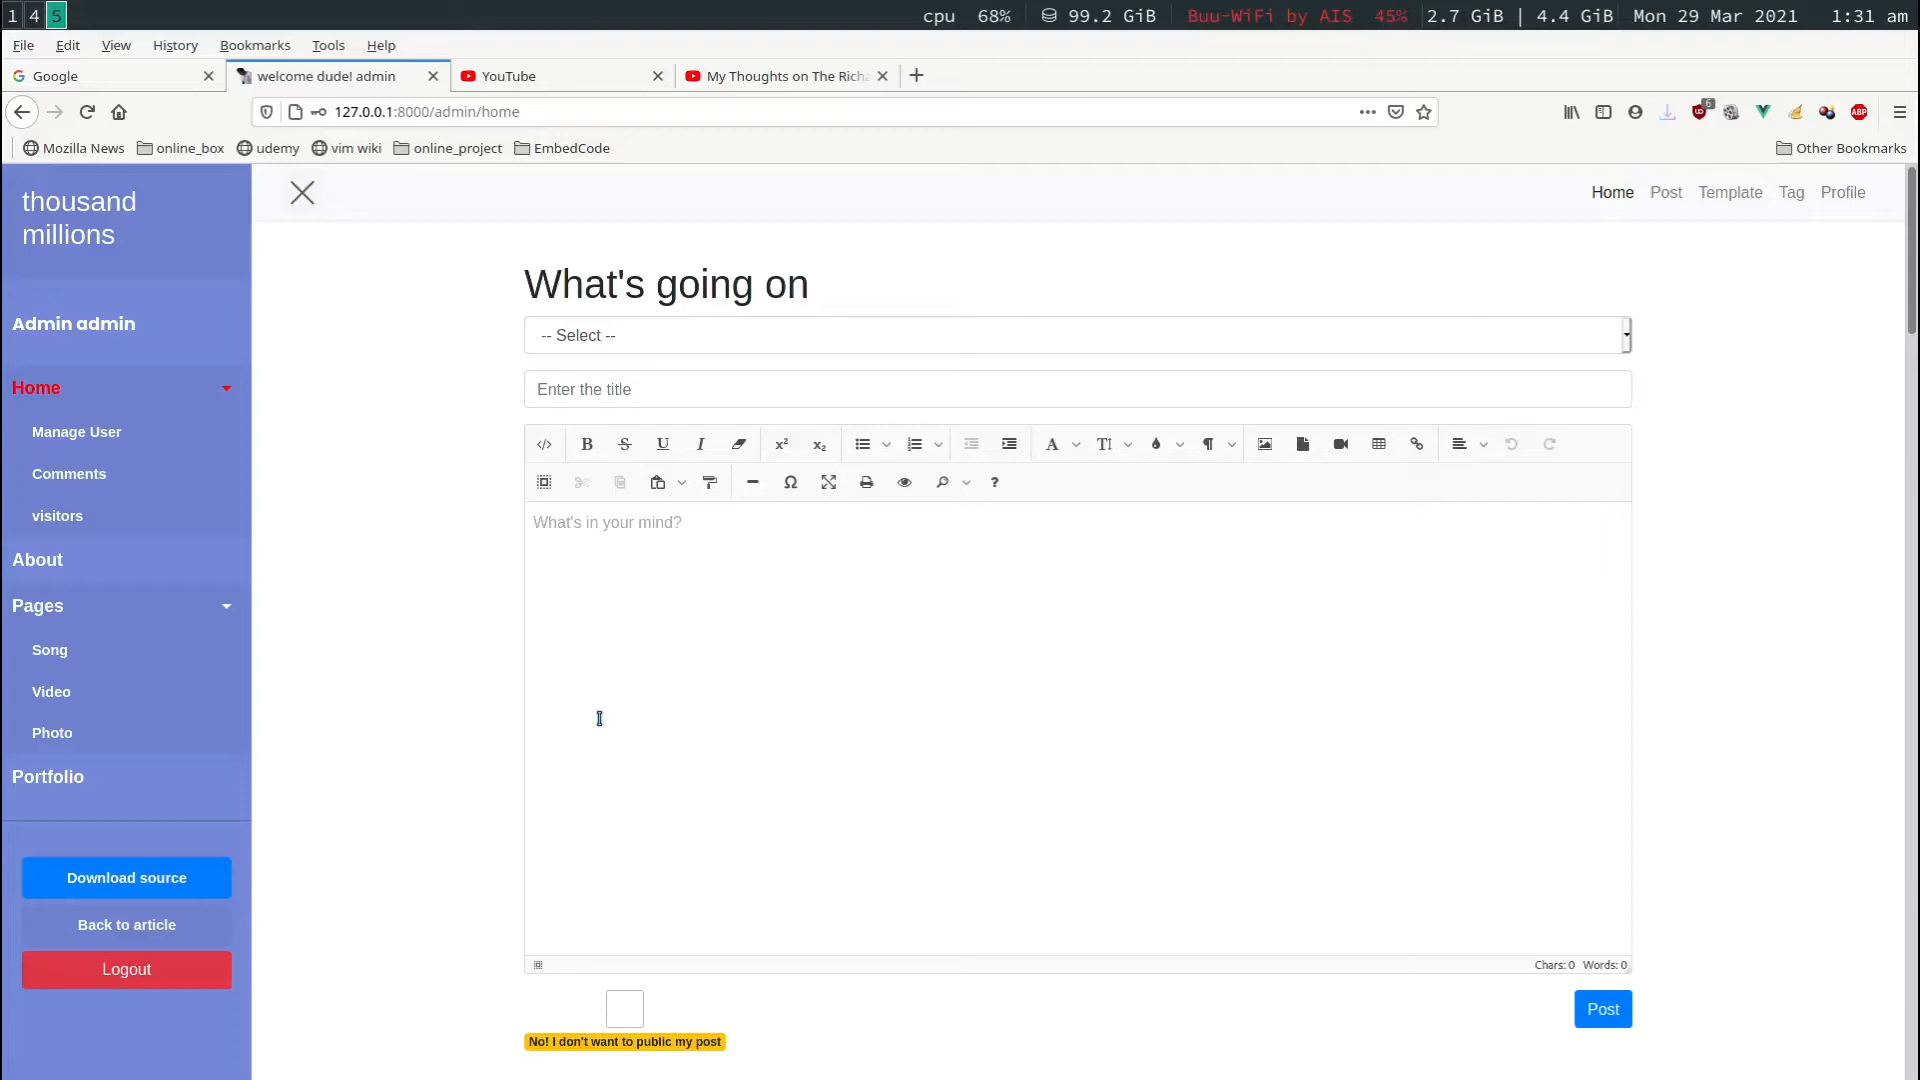 1 4 5 cpu 68% 99.2 GiB Buu-WiFi by AIS 45% 2.7 GiB | 4.4 GiB Mon 29 Mar 2021 1:31 am
File Edit View History Bookmarks Tools Help
Google welcome dude! admin YouTube My Thoughts on The Rich
127.0.0.1:8000/admin/home 6 ABP
Mozilla News online_box udemy vim wiki online_project EmbedCode Other Bookmarks
thousand
millions
Home Post Template Tag Profile
Admin admin
Home
Manage User
Comments
visitors
About
Pages
Song
Video
Photo
Portfolio
Download source
Back to article
Logout
What's going on
-- Select --
Enter the title
What's in your mind?
Chars: 0 Words: 0
Post
No! I don't want to public my post